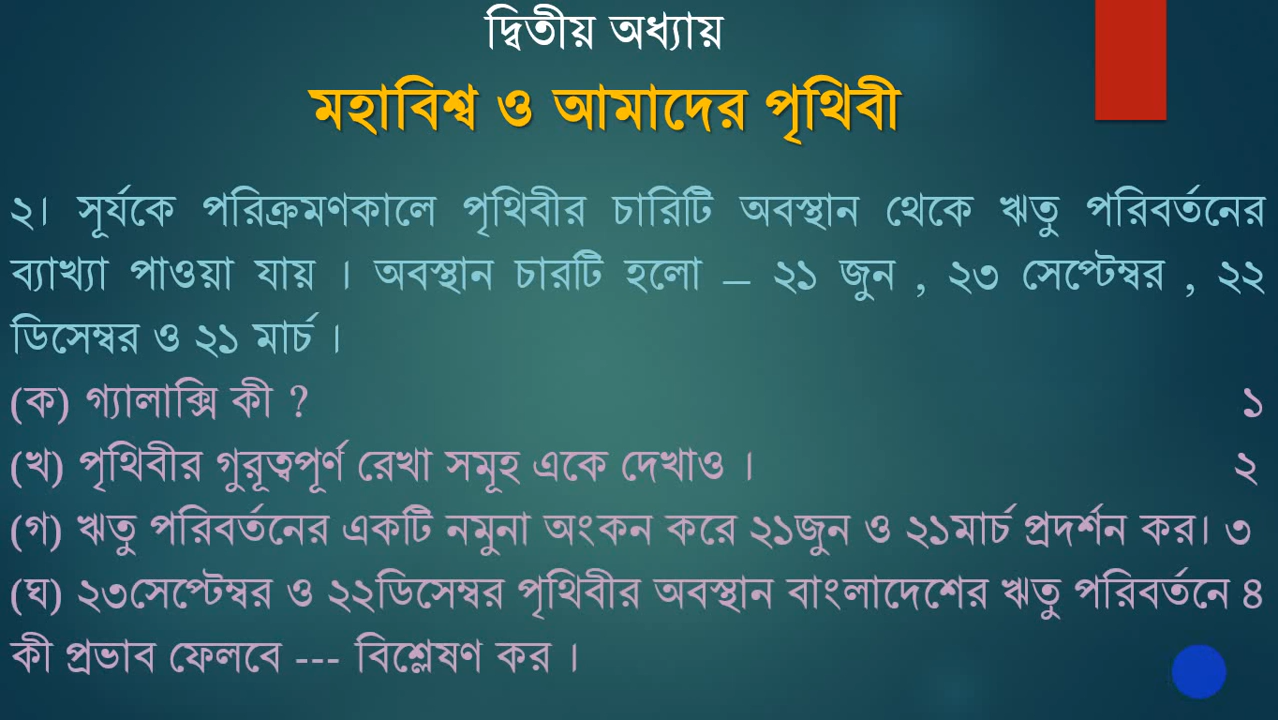 দ্বিতীয় অধ্যায়
মহাবিশ্ব ও আমাদের পৃথিবী
২। সূর্যকে পরিক্রমণকালে পৃথিবীর চারিটি অবস্থান থেকে ঋতু পরিবর্তনের
ব্যাখ্যা পাওয়া যায় । অবস্থান চারটি হলো – ২১ জুন , ২৩ সেপ্টেম্বর , ২২
ডিসেম্বর ও ২১ মার্চ ।
(ক) গ্যালাক্সি কী ? ১
(খ) পৃথিবীর গুরূত্বপূর্ণ রেখা সমূহ একে দেখাও । ২
(গ) ঋতু পরিবর্তনের একটি নমুনা অংকন করে ২১জুন ও ২১মার্চ প্রদর্শন কর। ৩
(ঘ) ২৩সেপ্টেম্বর ও ২২ডিসেম্বর পৃথিবীর অবস্থান বাংলাদেশের ঋতু পরিবর্তনে ৪
কী প্রভাব ফেলবে --- বিশ্লেষণ কর ।